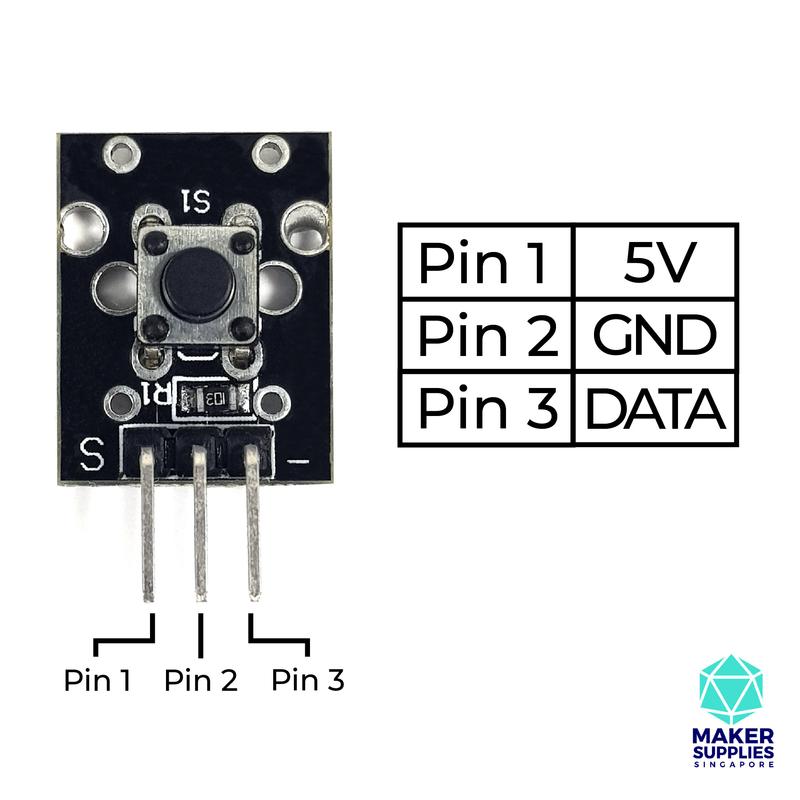 S1
R1
103
S
–
Pin 1
Pin 2
Pin 3
Pin 1 5V
Pin 2 GND
Pin 3 DATA
MAKER
SUPPLIES
SINGAPORE